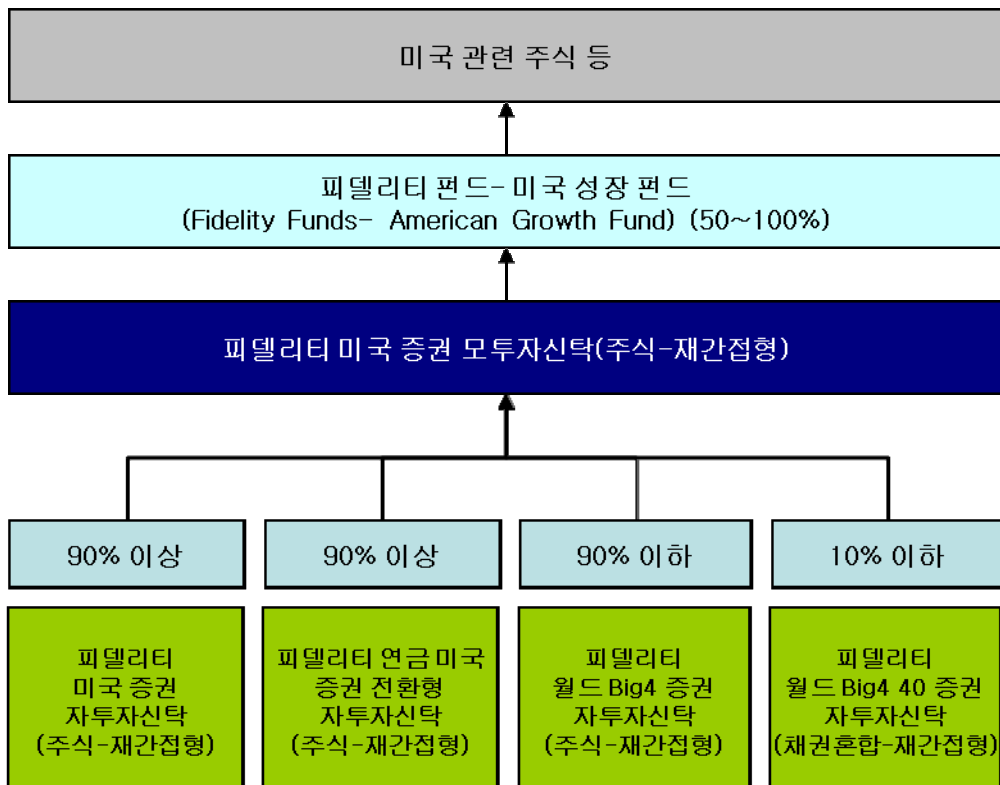 미국 관련 주식 등
피델리티 펀드- 미국 성장 펀드
(Fidelity Funds- American Growth Fund) (50~100%)
피델리티 미국 증권 모투자신탁(주식-재간접형)
90% 이상
90% 이상
90% 이하
10% 이하
피델리티
미국 증권
자투자신탁
(주식-재간접형)
피델리티 연금 미국
증권 전환형
자투자신탁
(주식-재간접형)
피델리티
월드 Big4 증권
자투자신탁
(주식-재간접형)
피델리티
월드 Big4 40 증권
자투자신탁
(채권혼합-재간접형)